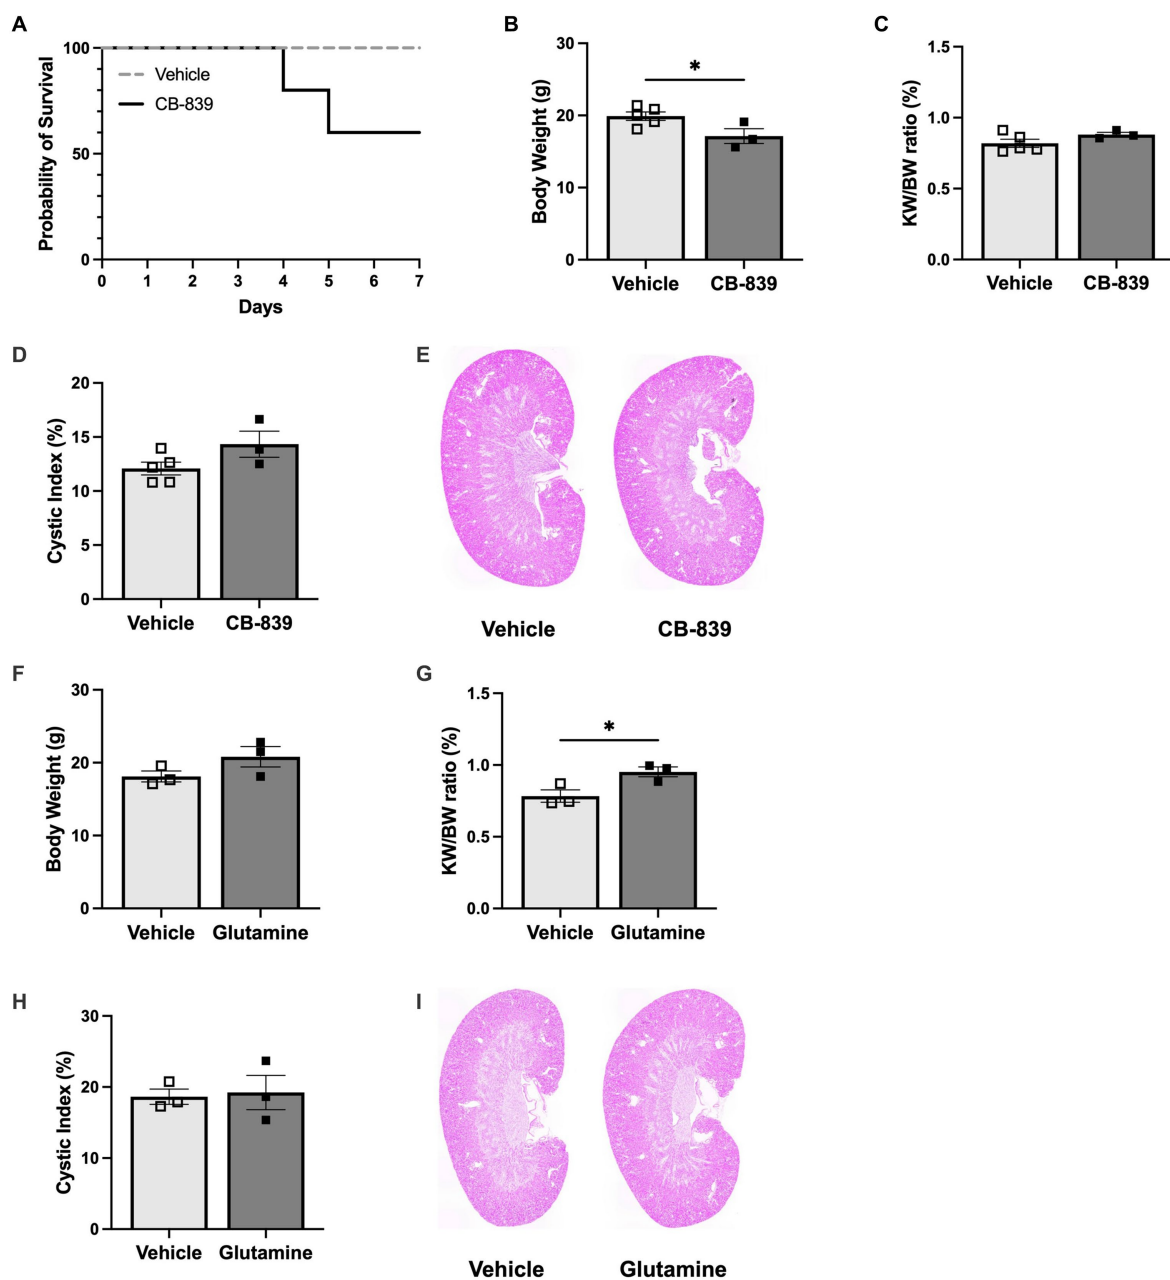 A
Probability of Survival
100
50
0
Vehicle
CB-839
0 1 2 3 4 5 6 7
Days
B
Body Weight (g)
30
20
10
0
*
Vehicle CB-839
C
KW/BW ratio (%)
1.5
1.0
0.5
0.0
Vehicle CB-839
D
Cystic Index (%)
20
15
10
5
0
Vehicle CB-839
E
Vehicle CB-839
F
Body Weight (g)
30
20
10
0
Vehicle Glutamine
G
KW/BW ratio (%)
1.5
1.0
0.5
0.0
*
Vehicle Glutamine
H
Cystic Index (%)
30
20
10
0
Vehicle Glutamine
I
Vehicle Glutamine